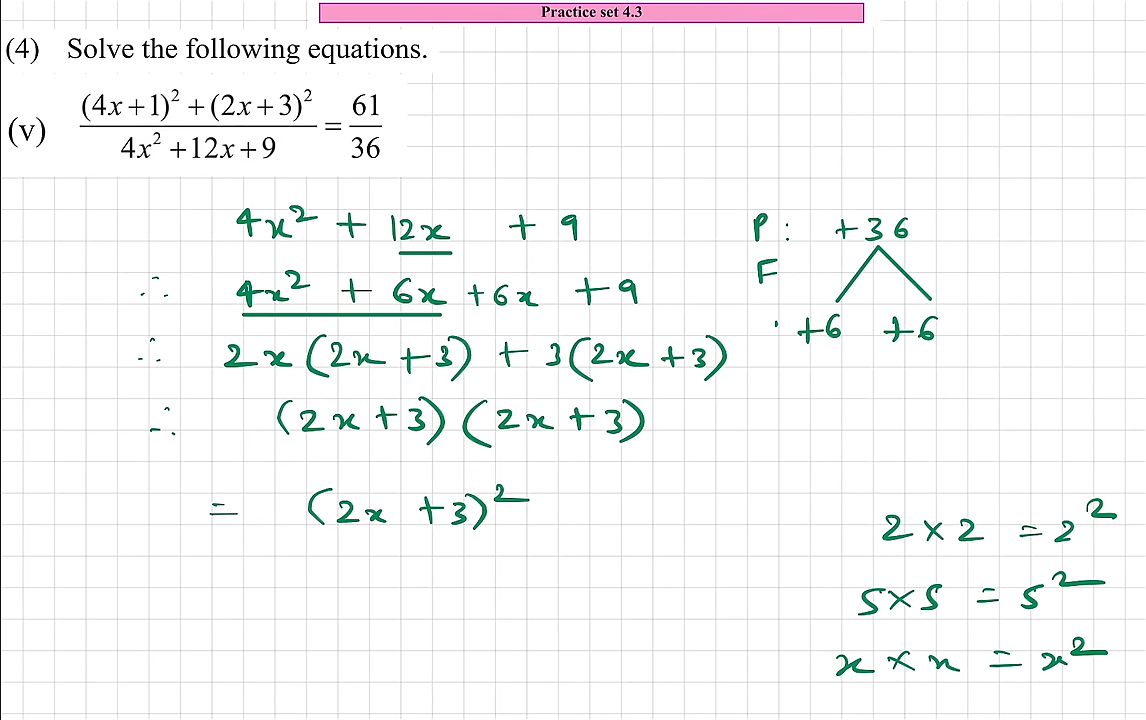 Practice set 4.3
(4) Solve the following equations.
(v) ((4x+1)² + (2x+3)²) / (4x² + 12x + 9) = 61/36
4x² + 12x + 9
∴ 4x² + 6x + 6x + 9
∴ 2x (2x + 3) + 3(2x + 3)
∴ (2x + 3) (2x + 3)
= (2x + 3)²
P : +36
F
+6 +6
2 × 2 = 2²
5 × 5 = 5²
x × x = x²